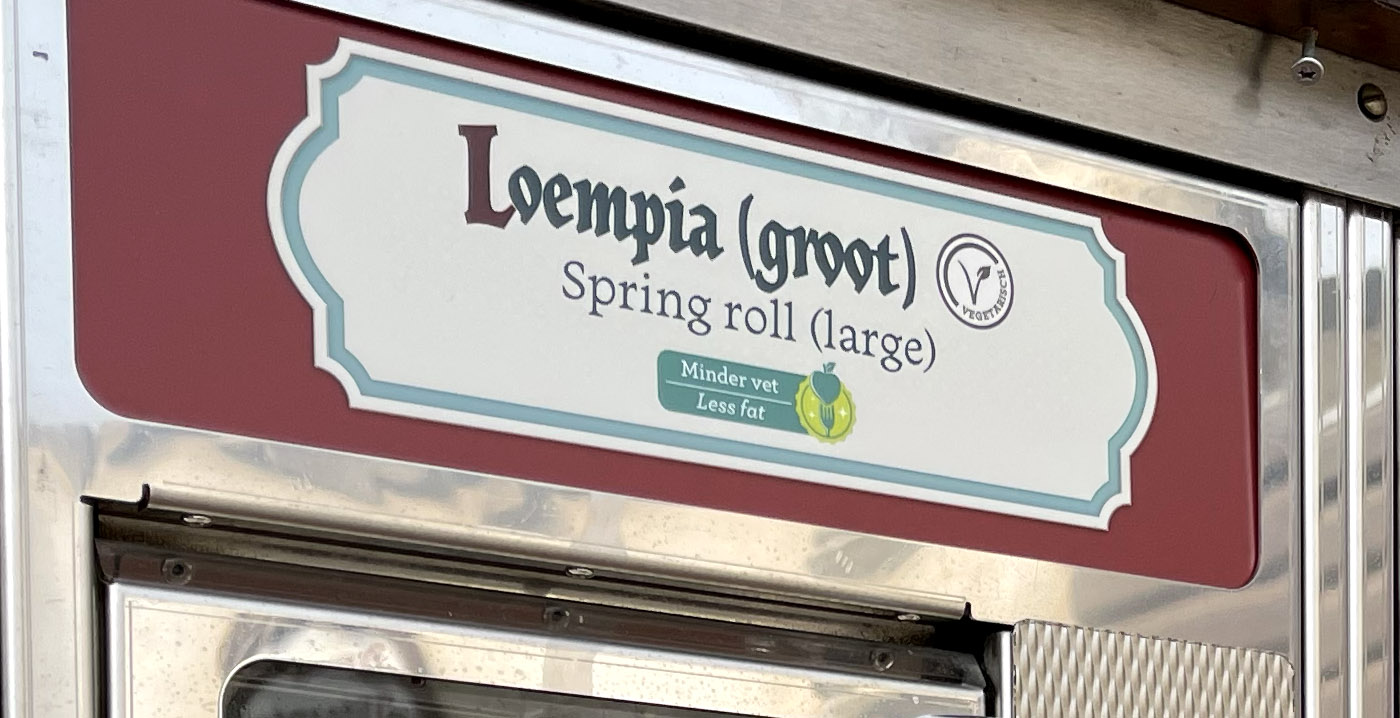 Loempia (groot)
VEGETARISCH
Spring roll (large)
Minder vet
Less fat